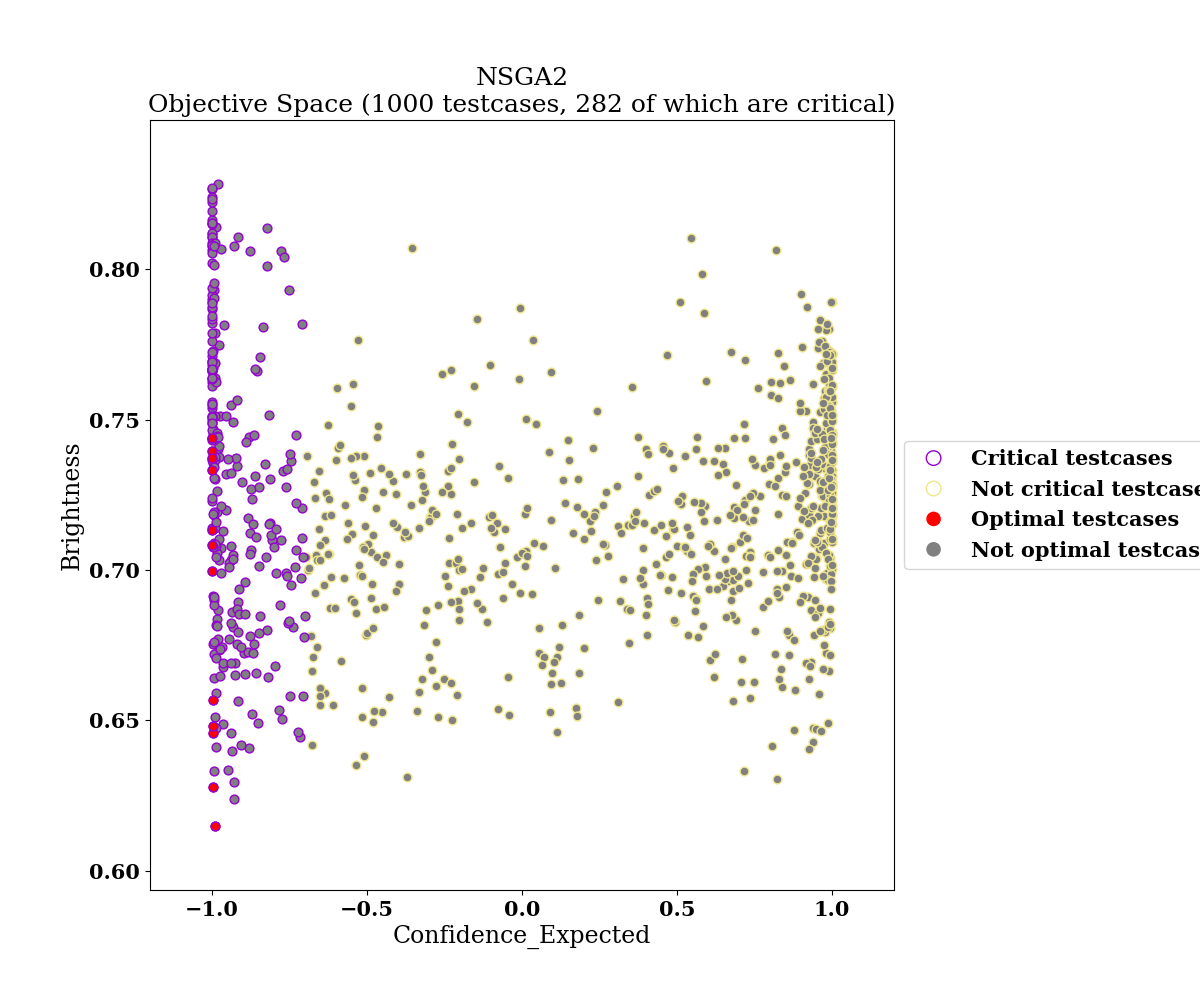 NSGA2
Objective Space (1000 testcases, 282 of which are critical)
0.80
0.75
0.70
0.65
0.60
Brightness
−1.0 −0.5 0.0 0.5 1.0
Confidence_Expected
Critical testcases
Not critical testcase
Optimal testcases
Not optimal testcas